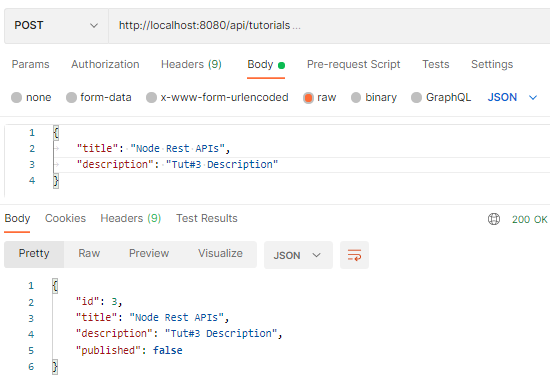 POST http://localhost:8080/api/tutorials ...
Params Authorization Headers (9) Body Pre-request Script Tests Settings
none form-data x-www-form-urlencoded raw binary GraphQL JSON
1 {
2 "title": "Node Rest APIs",
3 "description": "Tut#3 Description"
4 }
Body Cookies Headers (9) Test Results 200 OK
Pretty Raw Preview Visualize JSON
1 {
2 "id": 3,
3 "title": "Node Rest APIs",
4 "description": "Tut#3 Description",
5 "published": false
6 }